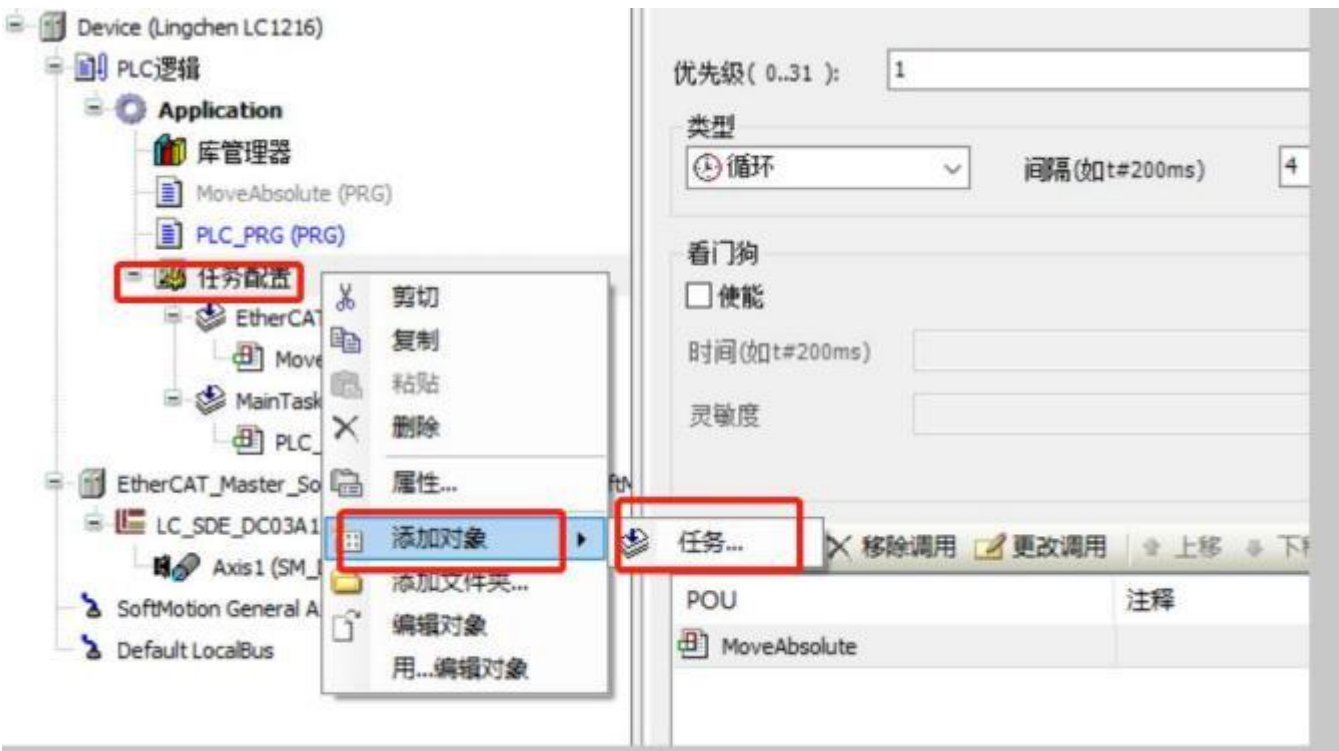 Device (Lingchen LC1216)
PLC逻辑
Application
库管理器
MoveAbsolute (PRG)
PLC_PRG (PRG)
任务配置
EtherCAT
Move
MainTask
PLC_
EtherCAT_Master_So
LC_SDE_DC03A1
Axis1 (SM_
SoftMotion General A
Default LocalBus
剪切
复制
粘贴
删除
属性...
添加对象
添加文件夹...
编辑对象
用...编辑对象
任务...
优先级( 0..31 ):
1
类型
循环
间隔(如t#200ms)
4
看门狗
使能
时间(如t#200ms)
灵敏度
移除调用
更改调用
上移
POU
注释
MoveAbsolute